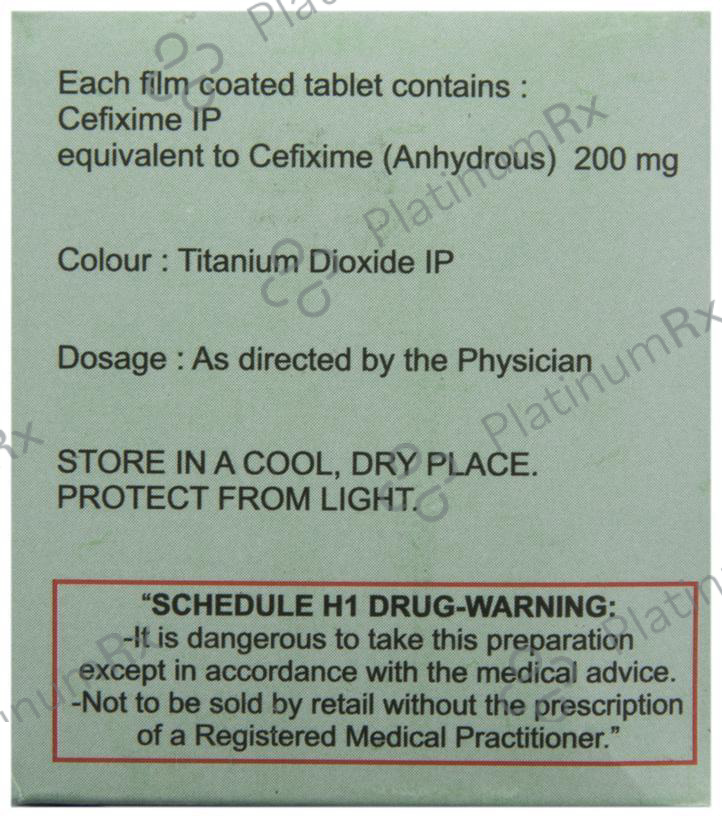 Each film coated tablet contains :
Cefixime IP
equivalent to Cefixime (Anhydrous) 200 mg
Colour : Titanium Dioxide IP
Dosage : As directed by the Physician
STORE IN A COOL, DRY PLACE.
PROTECT FROM LIGHT.
“SCHEDULE H1 DRUG-WARNING:
-It is dangerous to take this preparation
except in accordance with the medical advice.
-Not to be sold by retail without the prescription
of a Registered Medical Practitioner.”
PlatinumRx
PlatinumRx